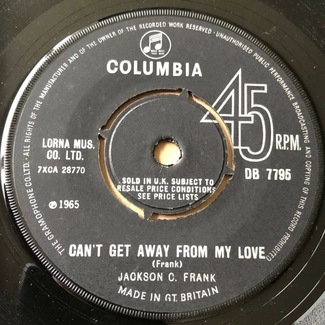 ALL RIGHTS OF THE MANUFACTURER AND OF THE OWNER OF THE RECORDED WORK RESERVED · UNAUTHORISED PUBLIC PERFORMANCE BROADCASTING AND COPYING OF THIS RECORD PROHIBITED
THE GRAMOPHONE CO. LTD.
COLUMBIA
45
R.P.M.
LORNA MUS.
CO. LTD.
7XCA 28770
DB 7795
SOLD IN U.K. SUBJECT TO
RESALE PRICE CONDITIONS
SEE PRICE LISTS
℗ 1965
CAN'T GET AWAY FROM MY LOVE
(Frank)
JACKSON C. FRANK
MADE IN GT. BRITAIN